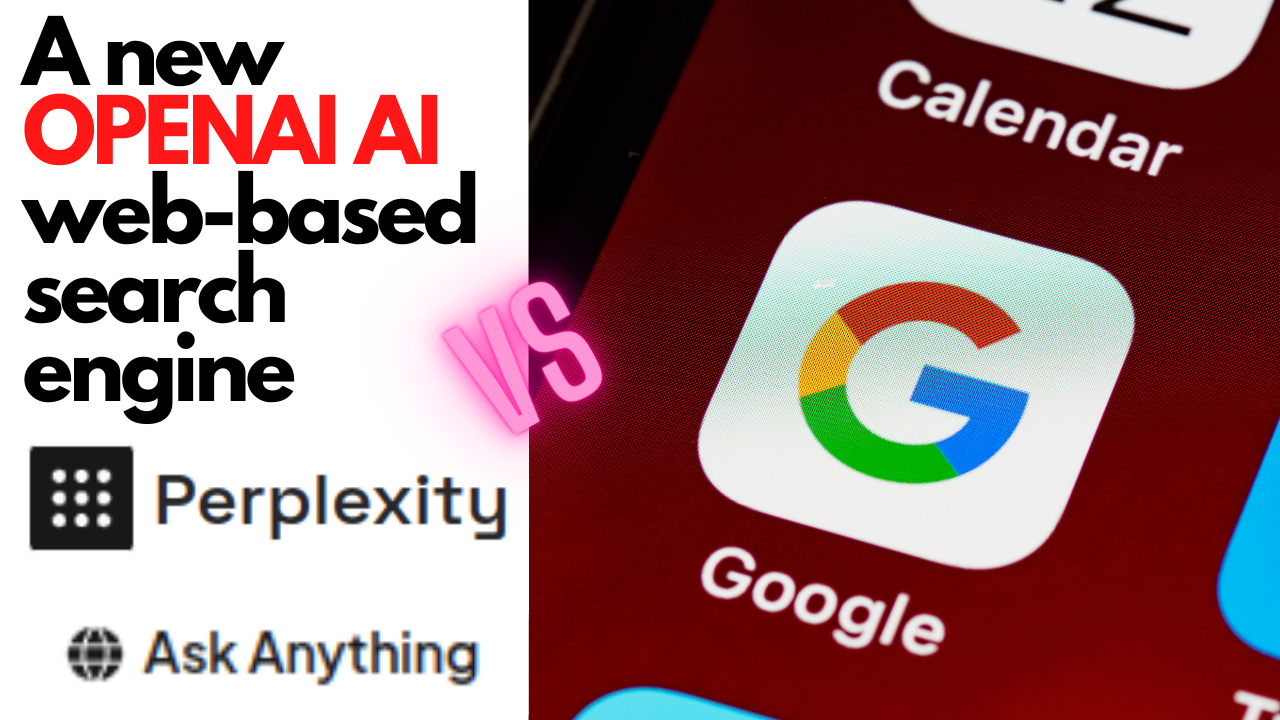 A new
OPENAI AI
web-based
search
engine
Perplexity
Ask Anything
VS
Calendar
G
Google